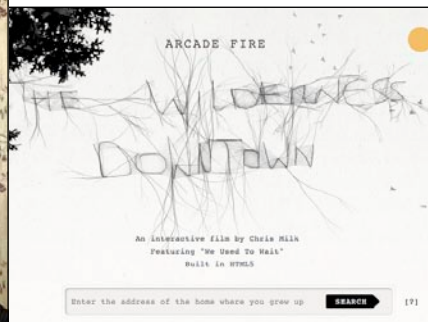 ARCADE FIRE
THE WILDERNESS
DOWNTOWN
An interactive film by Chris Milk
Featuring "We Used To Wait"
Built in HTML5
Enter the address of the home where you grew up
SEARCH
[?]